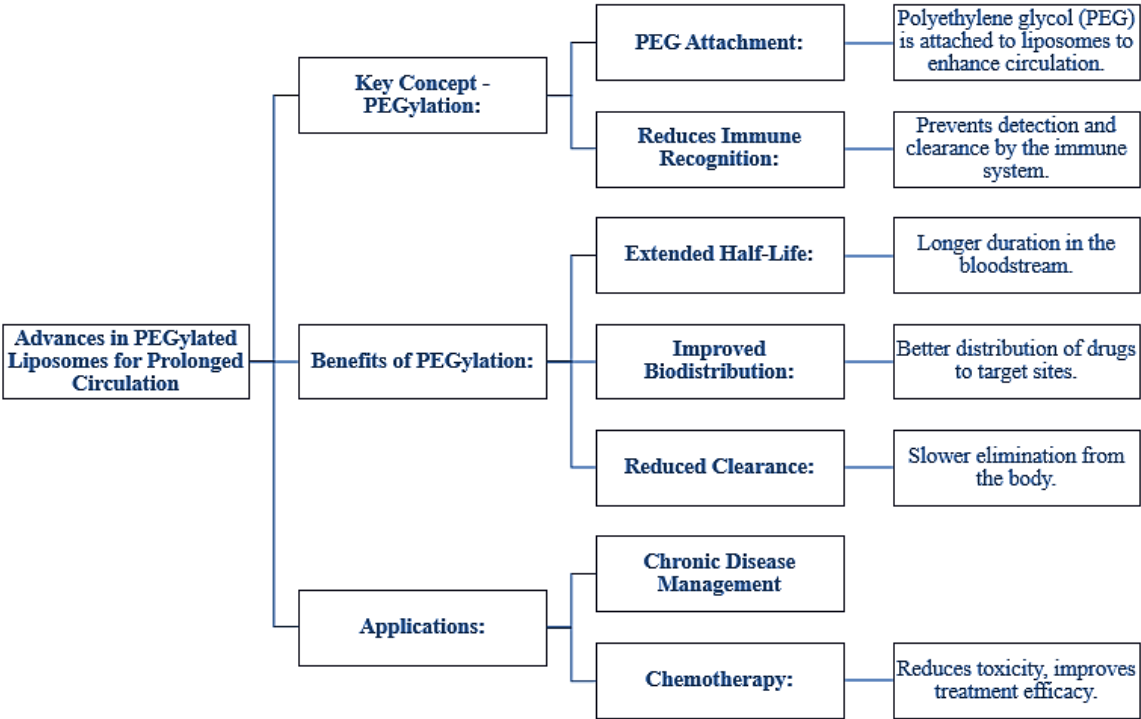 Advances in PEGylated
Liposomes for Prolonged
Circulation
Key Concept -
PEGylation:
PEG Attachment:
Polyethylene glycol (PEG)
is attached to liposomes to
enhance circulation.
Reduces Immune
Recognition:
Prevents detection and
clearance by the immune
system.
Benefits of PEGylation:
Extended Half-Life:
Longer duration in the
bloodstream.
Improved
Biodistribution:
Better distribution of drugs
to target sites.
Reduced Clearance:
Slower elimination from
the body.
Applications:
Chronic Disease
Management
Chemotherapy:
Reduces toxicity, improves
treatment efficacy.